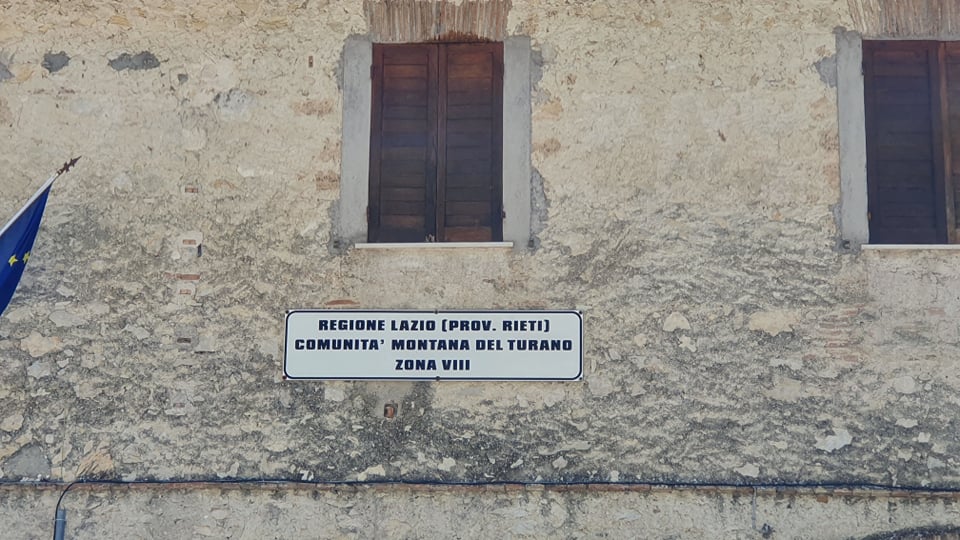 REGIONE LAZIO (PROV. RIETI)
COMUNITA' MONTANA DEL TURANO
ZONA VIII